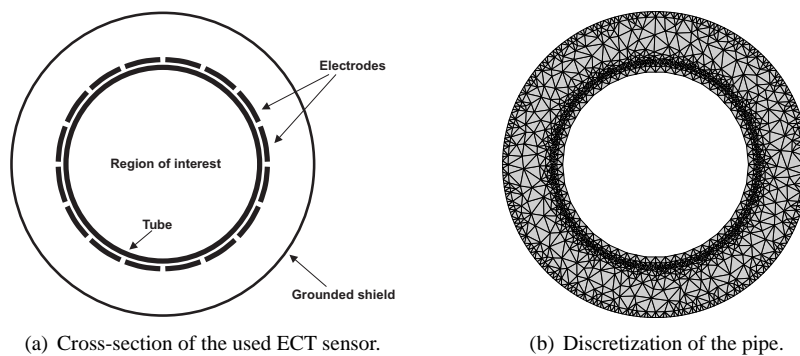 Electrodes
Region of interest
Tube
Grounded shield
(a) Cross-section of the used ECT sensor.
(b) Discretization of the pipe.